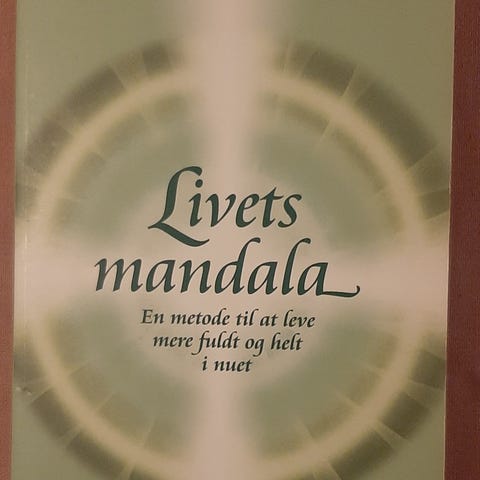 Livets
mandala
En metode til at leve
mere fuldt og helt
i nuet